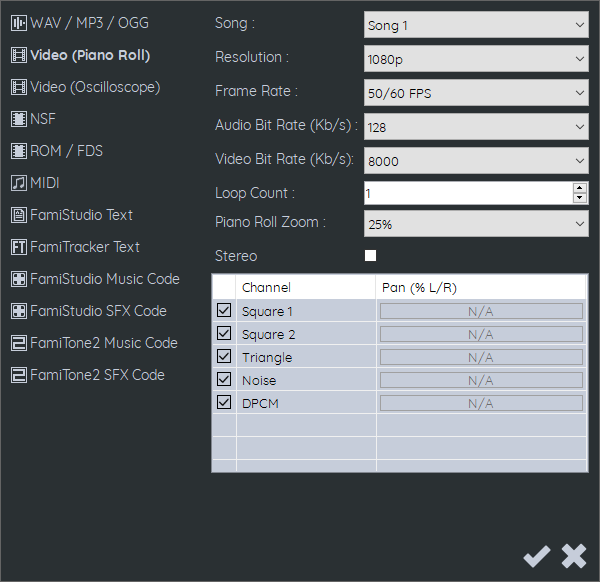 WAV / MP3 / OGG
Video (Piano Roll)
Video (Oscilloscope)
NSF
ROM / FDS
MIDI
FamiStudio Text
FT FamiTracker Text
FamiStudio Music Code
FamiStudio SFX Code
FamiTone2 Music Code
FamiTone2 SFX Code
Song : Song 1
Resolution : 1080p
Frame Rate : 50/60 FPS
Audio Bit Rate (Kb/s) : 128
Video Bit Rate (Kb/s): 8000
Loop Count : 1
Piano Roll Zoom : 25%
Stereo
Channel Pan (% L/R)
Square 1 N/A
Square 2 N/A
Triangle N/A
Noise N/A
DPCM N/A